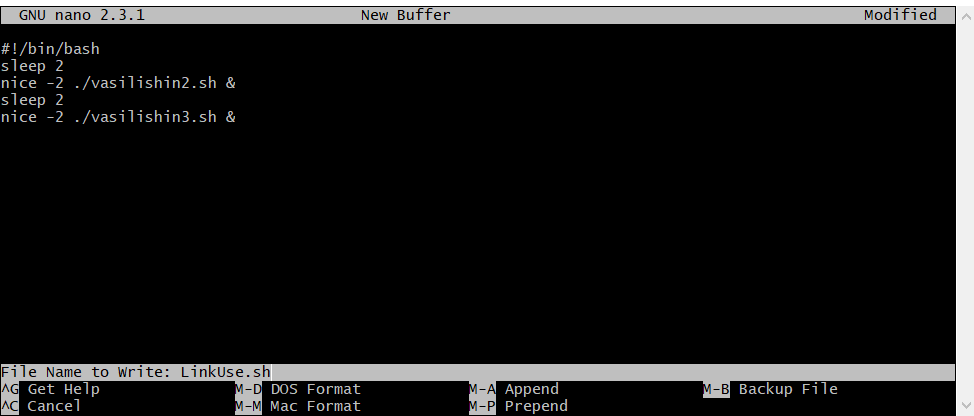 GNU nano 2.3.1 New Buffer Modified
#!/bin/bash
sleep 2
nice -2 ./vasilishin2.sh &
sleep 2
nice -2 ./vasilishin3.sh &
File Name to Write: LinkUse.sh
^G Get Help M-D DOS Format M-A Append M-B Backup File
^C Cancel M-M Mac Format M-P Prepend